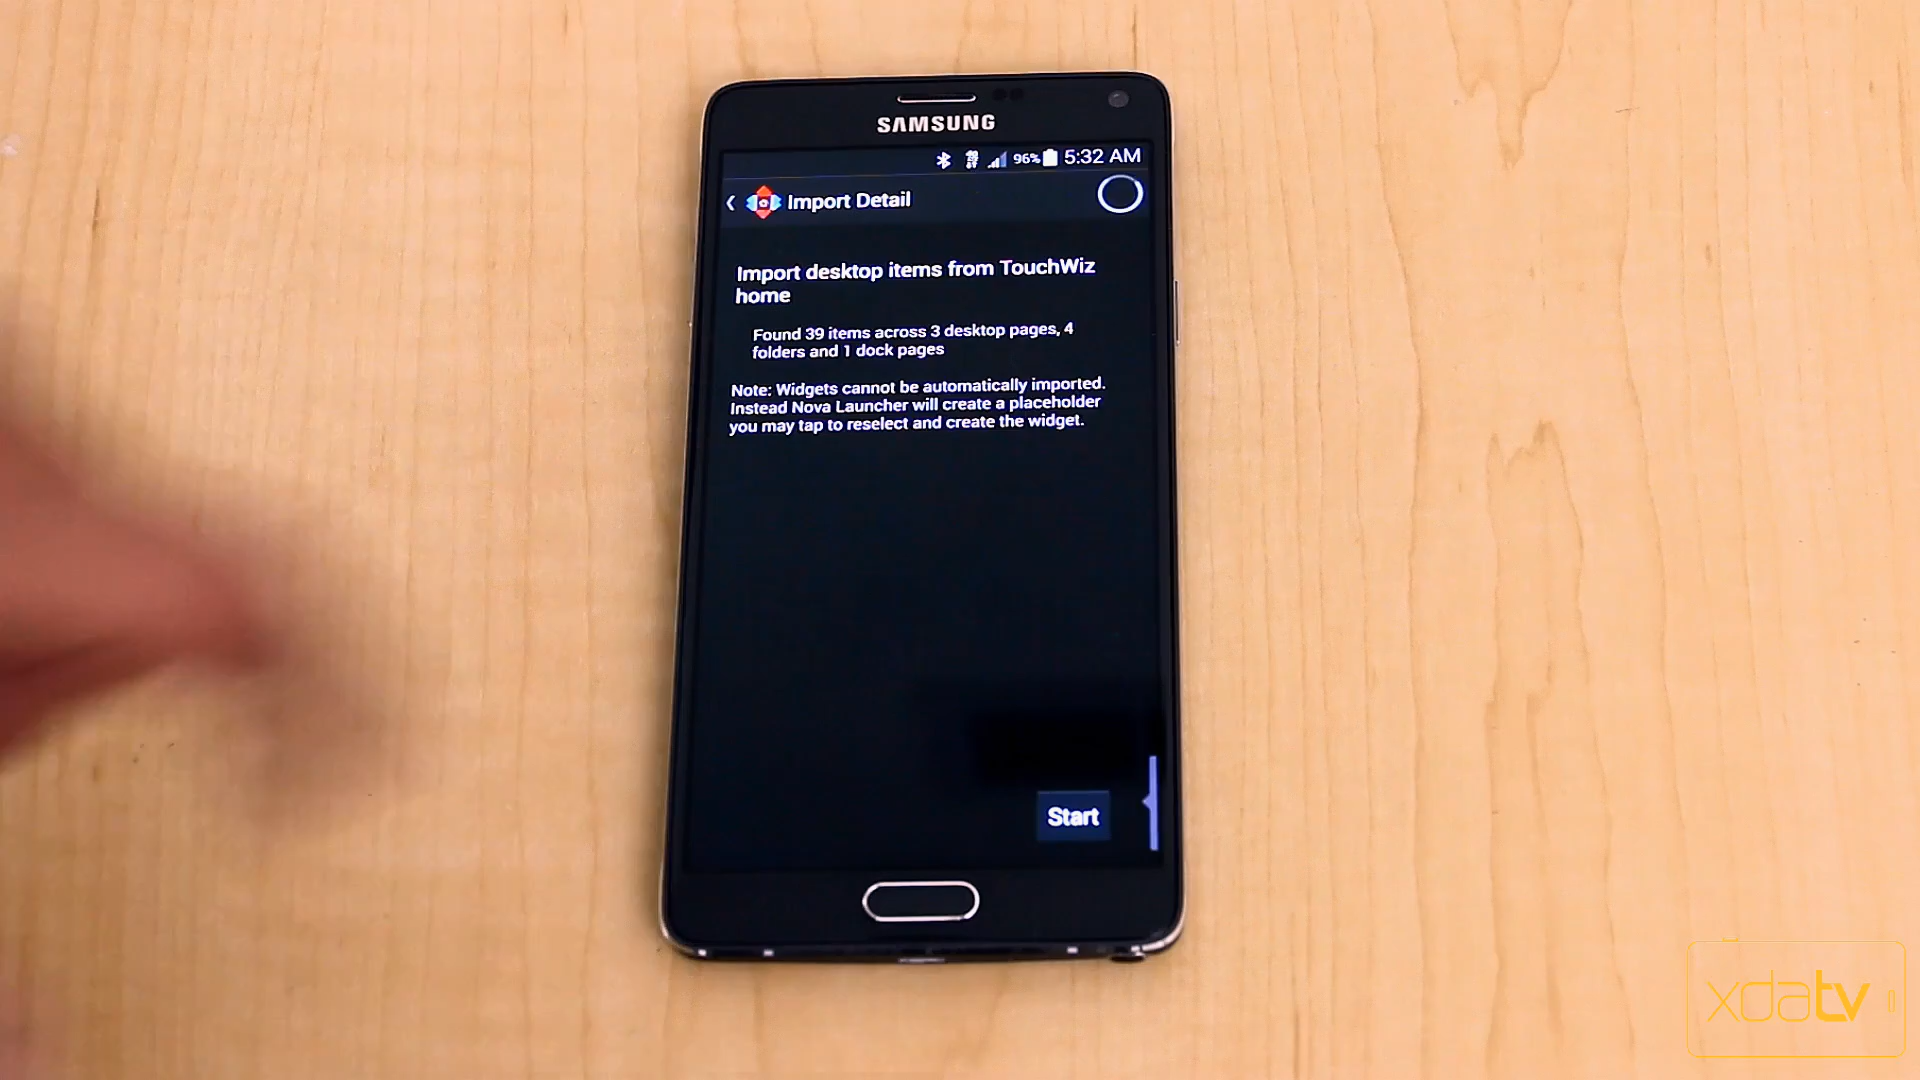 SAMSUNG
96% 5:32 AM
Import Detail
Import desktop items from TouchWiz
home
Found 39 items across 3 desktop pages, 4
folders and 1 dock pages
Note: Widgets cannot be automatically imported.
Instead Nova Launcher will create a placeholder
you may tap to reselect and create the widget.
Start
xdatv